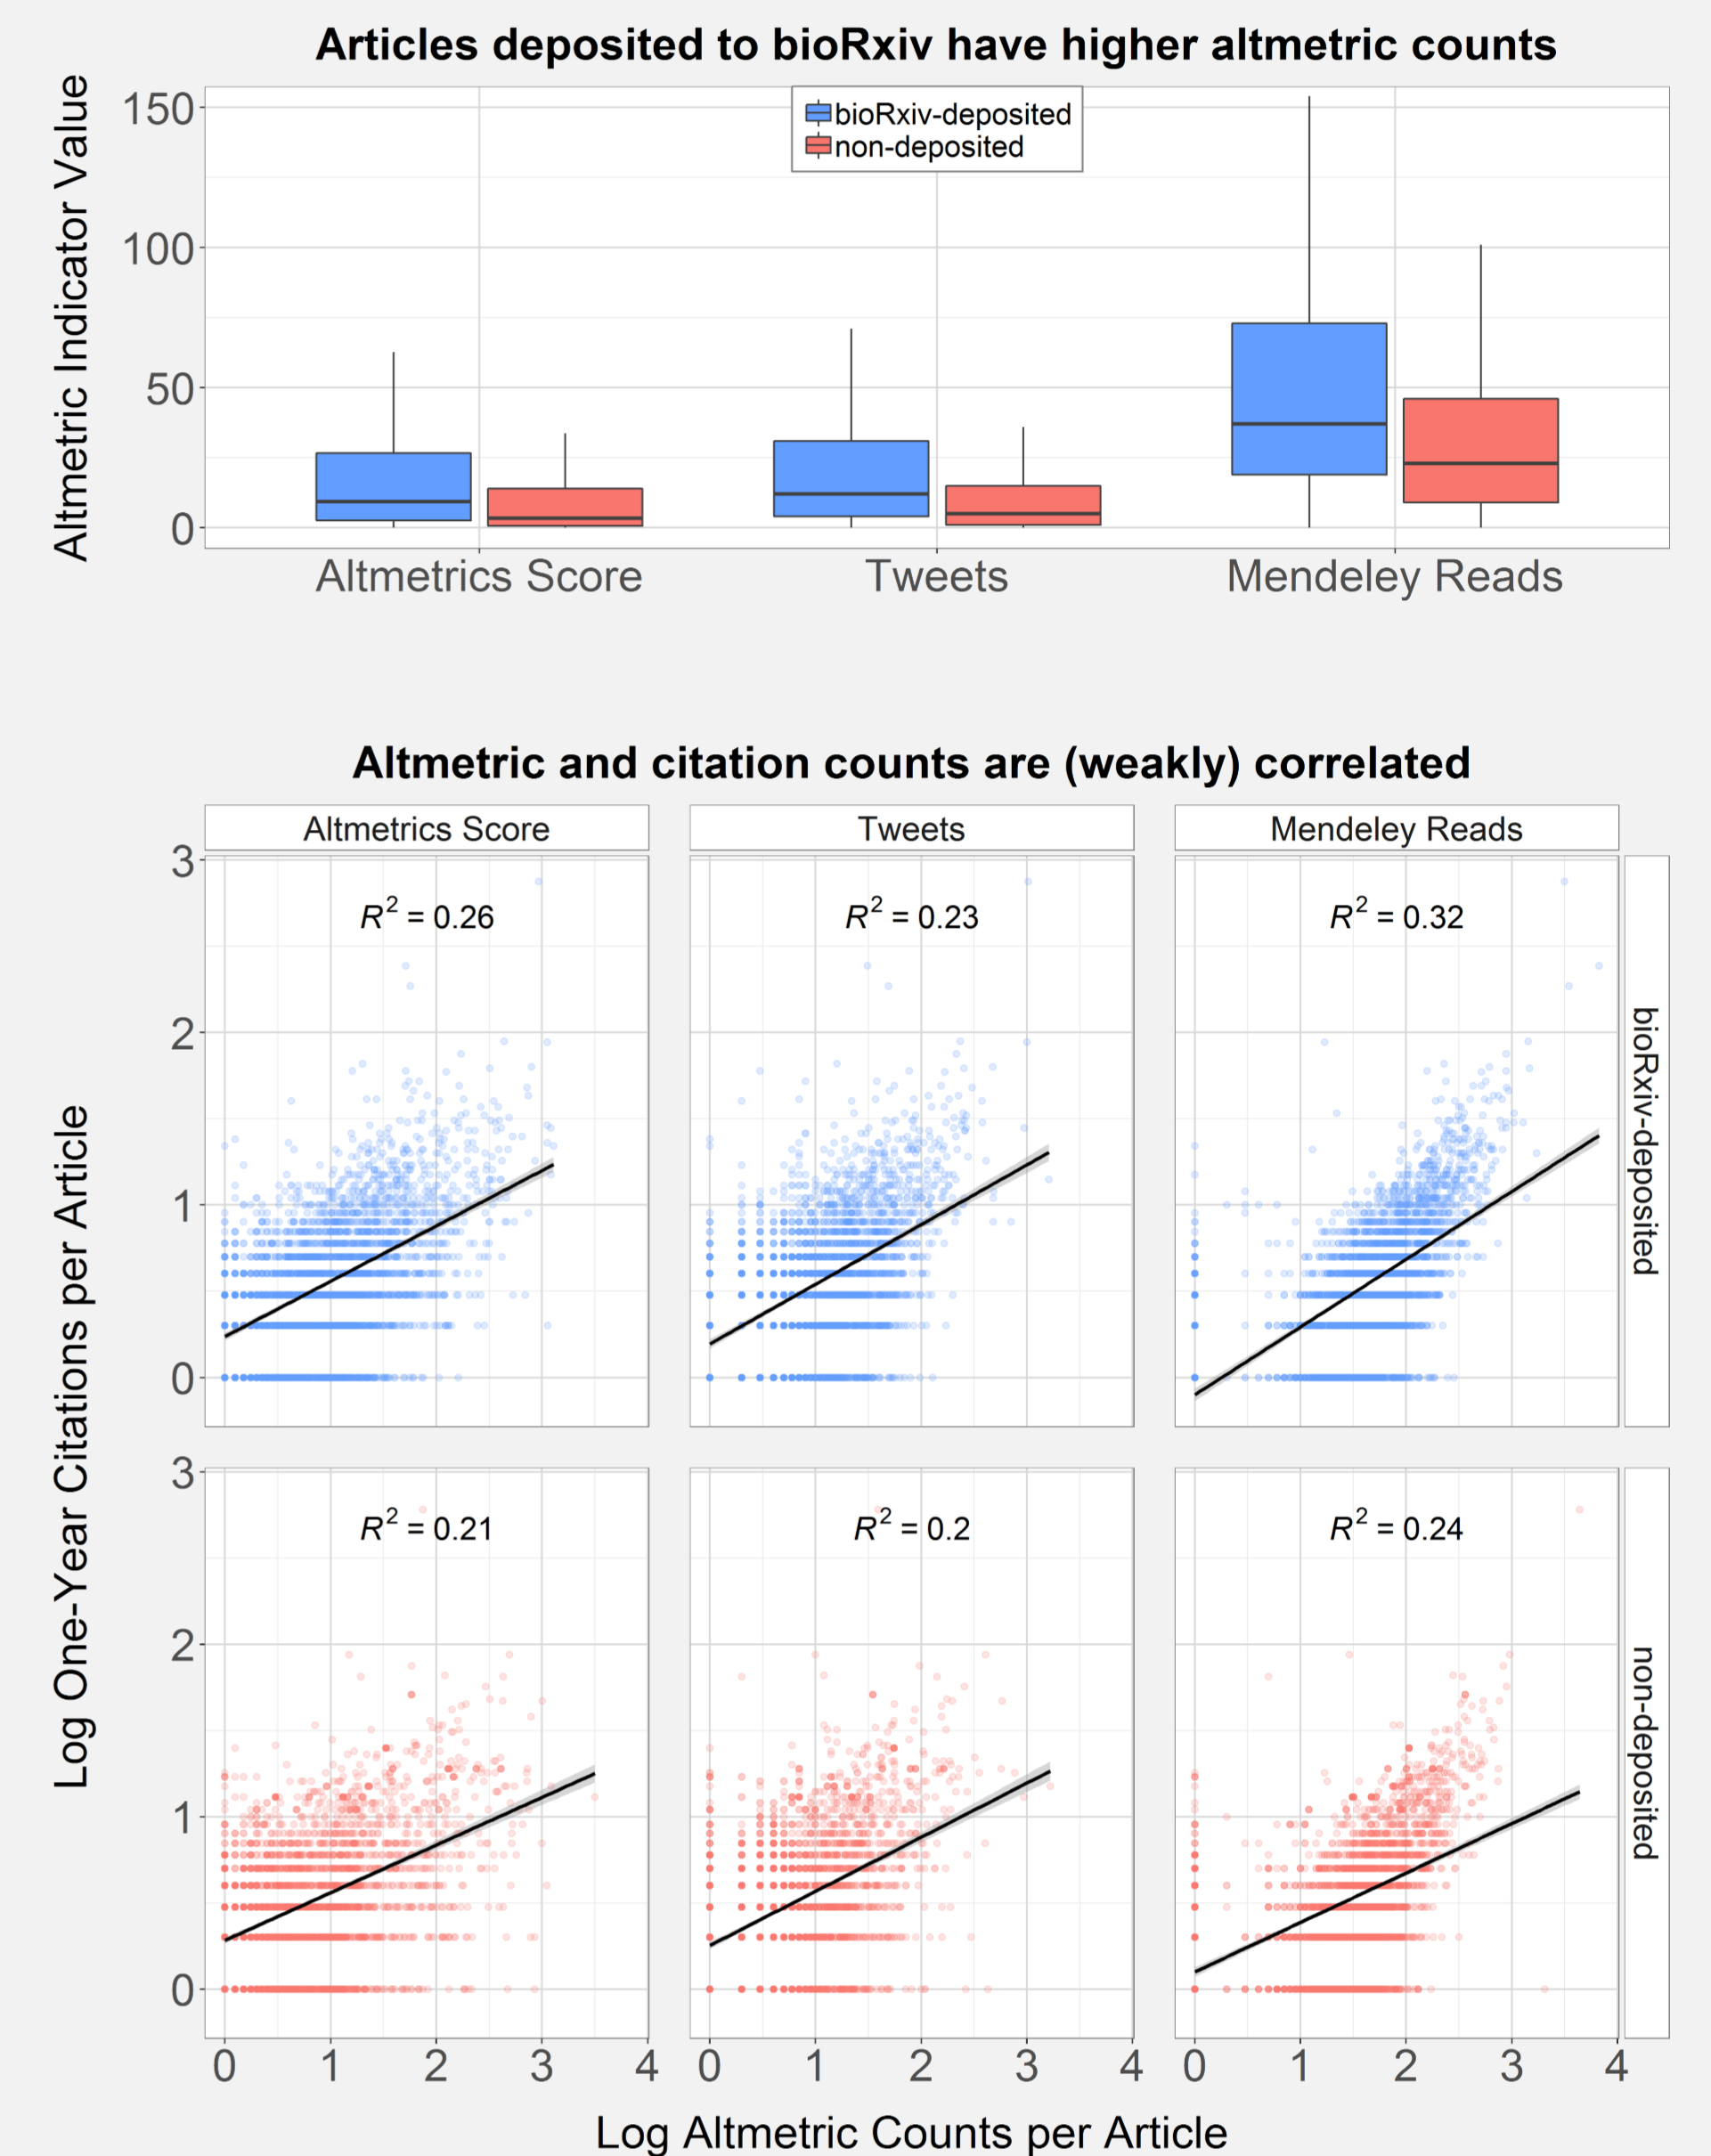 Articles deposited to bioRxiv have higher altmetric counts
Altmetric Indicator Value
150
100
50
0
bioRxiv-deposited
non-deposited
Altmetrics Score
Tweets
Mendeley Reads
Altmetric and citation counts are (weakly) correlated
Log One-Year Citations per Article
Altmetrics Score
Tweets
Mendeley Reads
3
2
1
0
R² = 0.26
R² = 0.23
R² = 0.32
bioRxiv-deposited
3
2
1
0
R² = 0.21
R² = 0.2
R² = 0.24
non-deposited
0 1 2 3 4
0 1 2 3 4
0 1 2 3 4
Log Altmetric Counts per Article